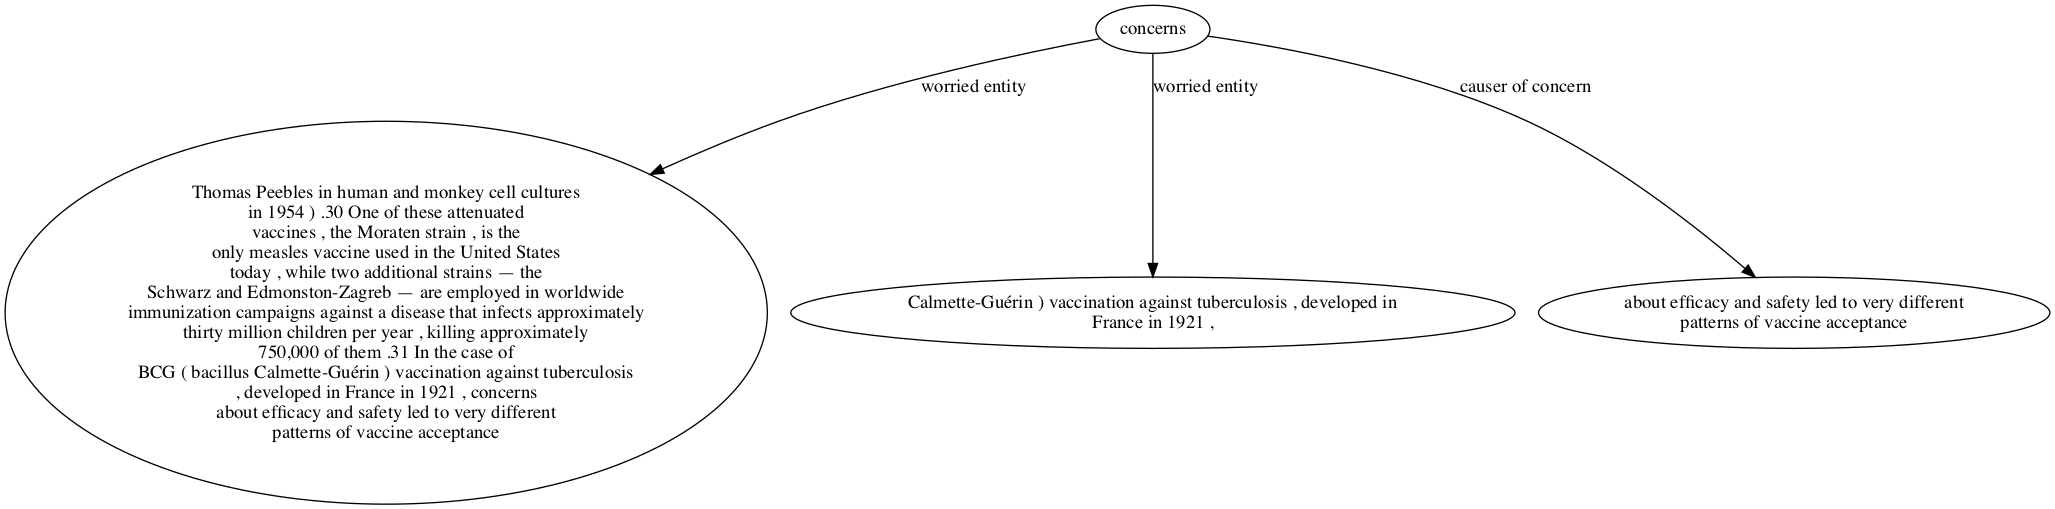 concerns
worried entity
worried entity
causer of concern
Thomas Peebles in human and monkey cell cultures
in 1954 ) .30 One of these attenuated
vaccines , the Moraten strain , is the
only measles vaccine used in the United States
today , while two additional strains — the
Schwarz and Edmonston-Zagreb — are employed in worldwide
immunization campaigns against a disease that infects approximately
thirty million children per year , killing approximately
750,000 of them .31 In the case of
BCG ( bacillus Calmette-Guérin ) vaccination against tuberculosis
, developed in France in 1921 , concerns
about efficacy and safety led to very different
patterns of vaccine acceptance
Calmette-Guérin ) vaccination against tuberculosis , developed in
France in 1921 ,
about efficacy and safety led to very different
patterns of vaccine acceptance